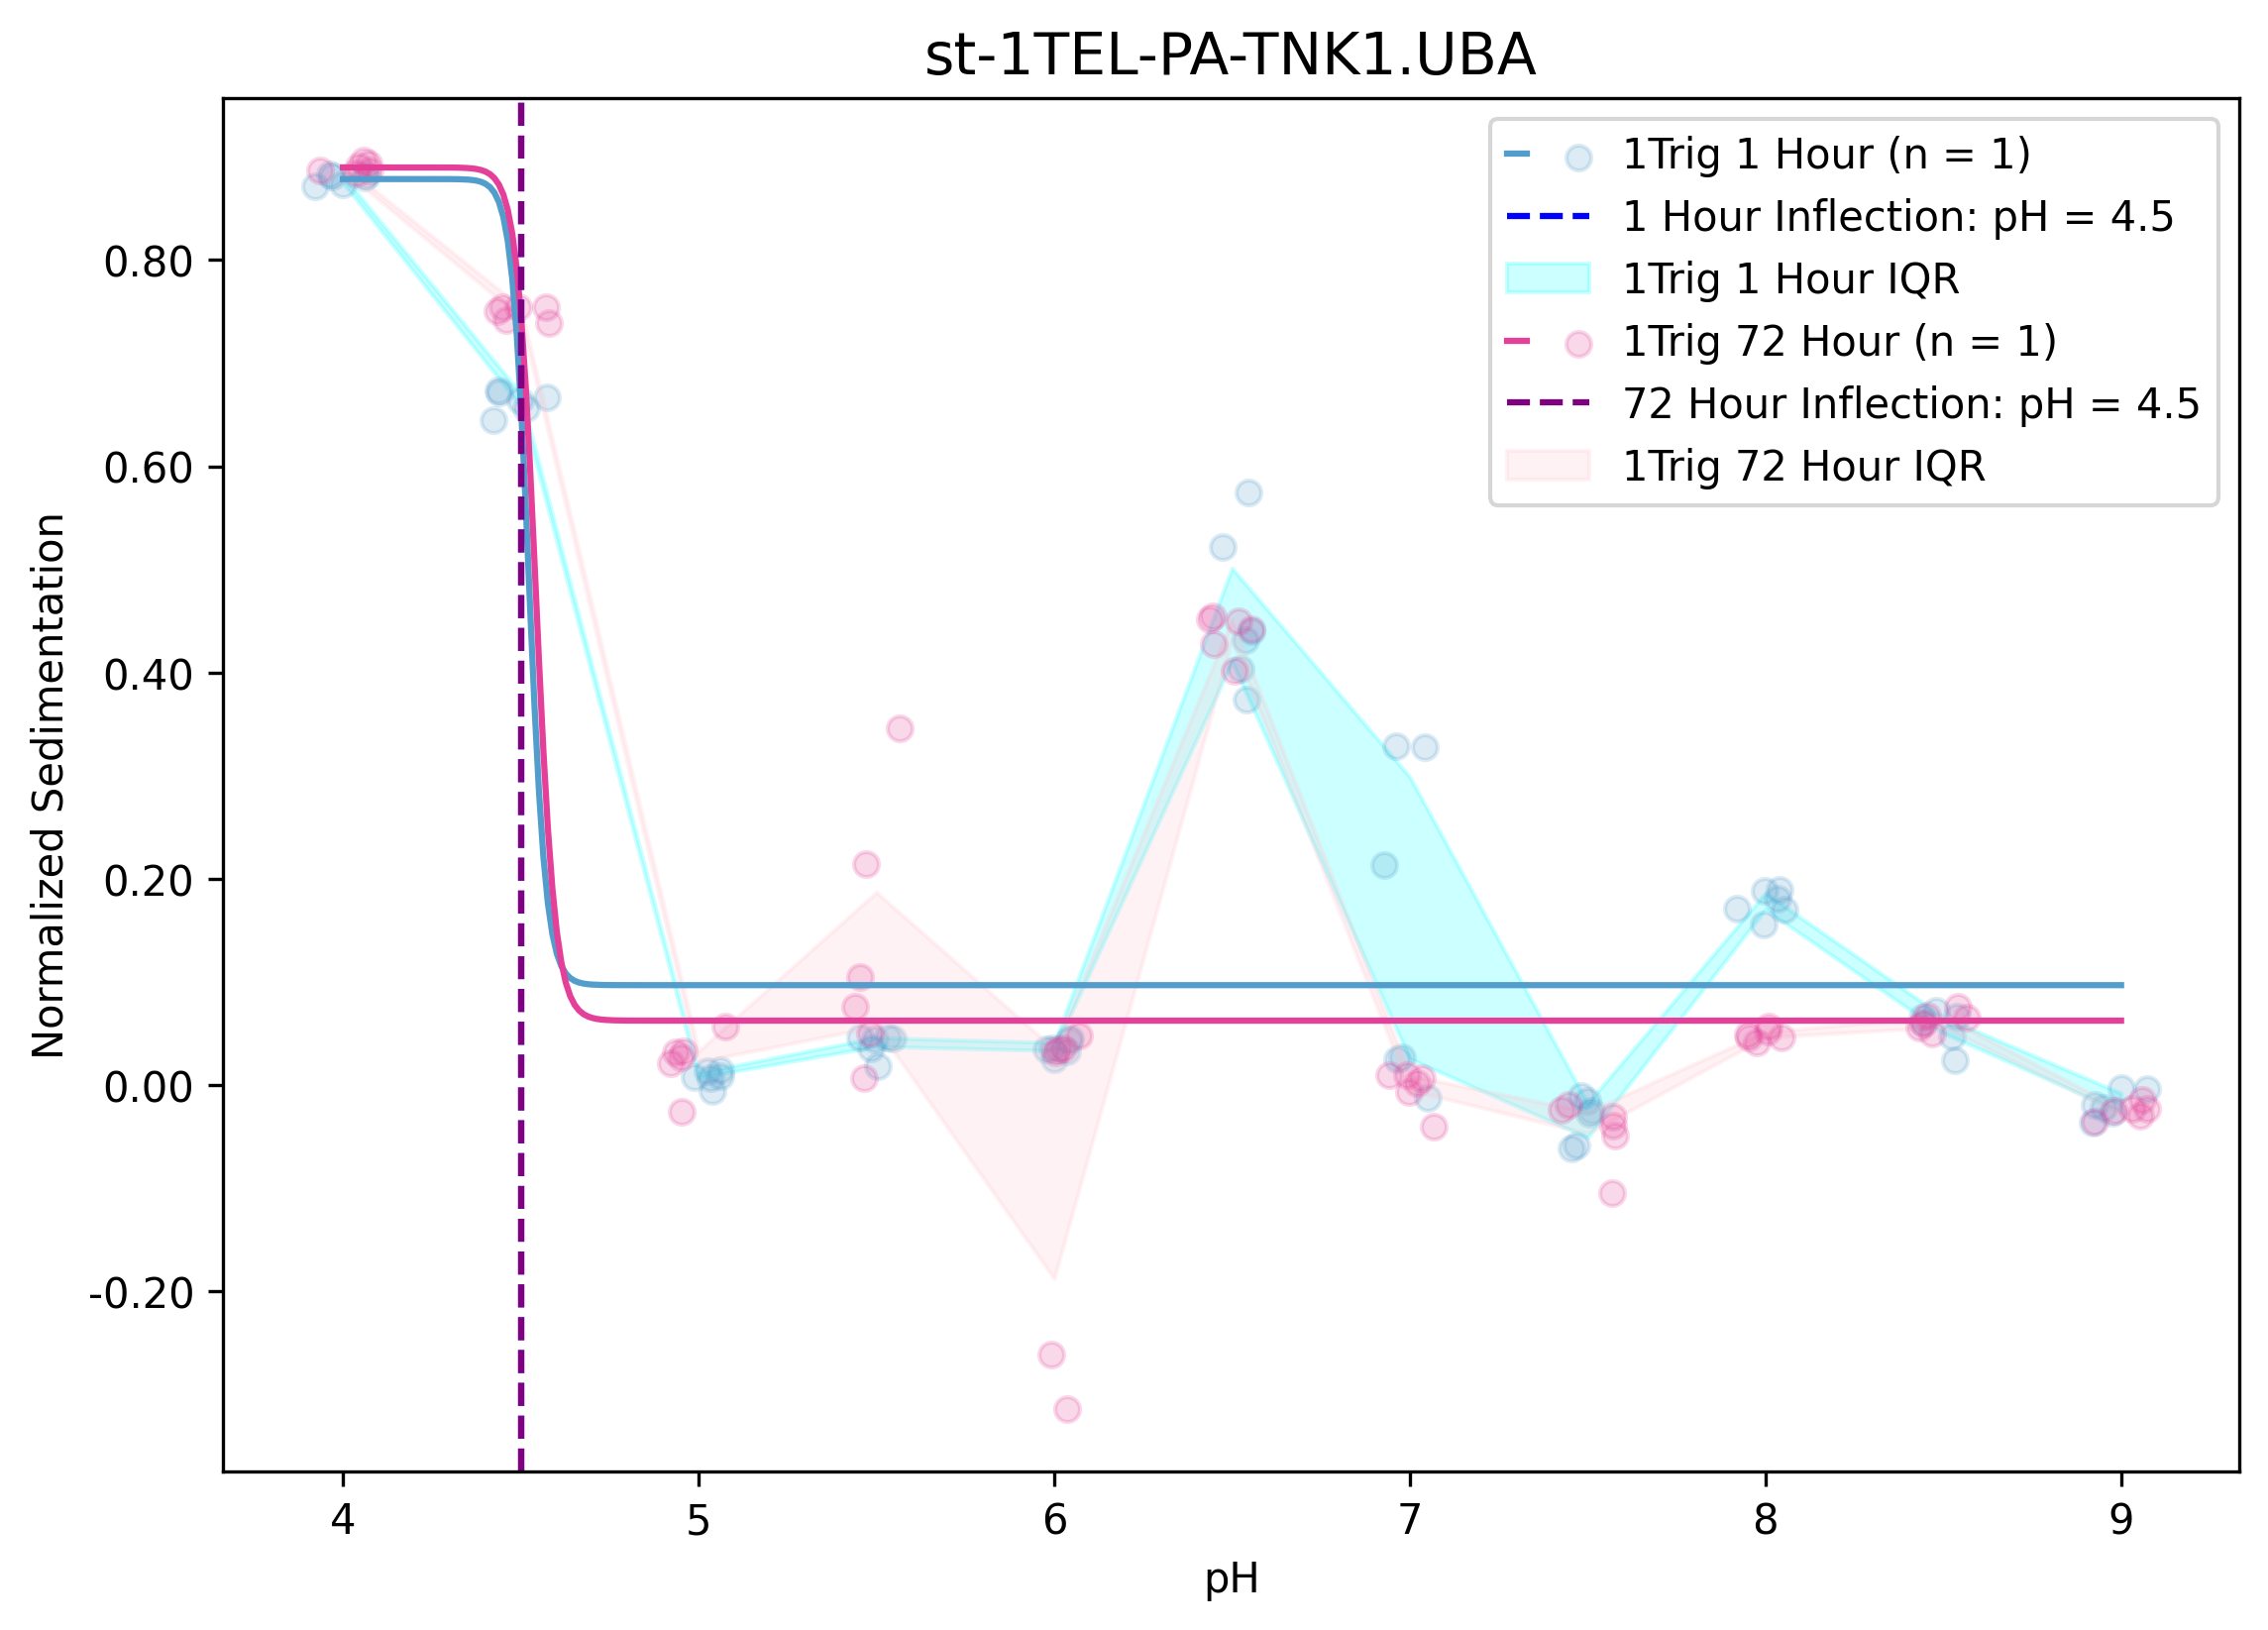 st-1TEL-PA-TNK1.UBA
1Trig 1 Hour (n = 1)
1 Hour Inflection: pH = 4.5
1Trig 1 Hour IQR
1Trig 72 Hour (n = 1)
72 Hour Inflection: pH = 4.5
1Trig 72 Hour IQR
Normalized Sedimentation
0.80
0.60
0.40
0.20
0.00
-0.20
4 5 6 7 8 9
pH